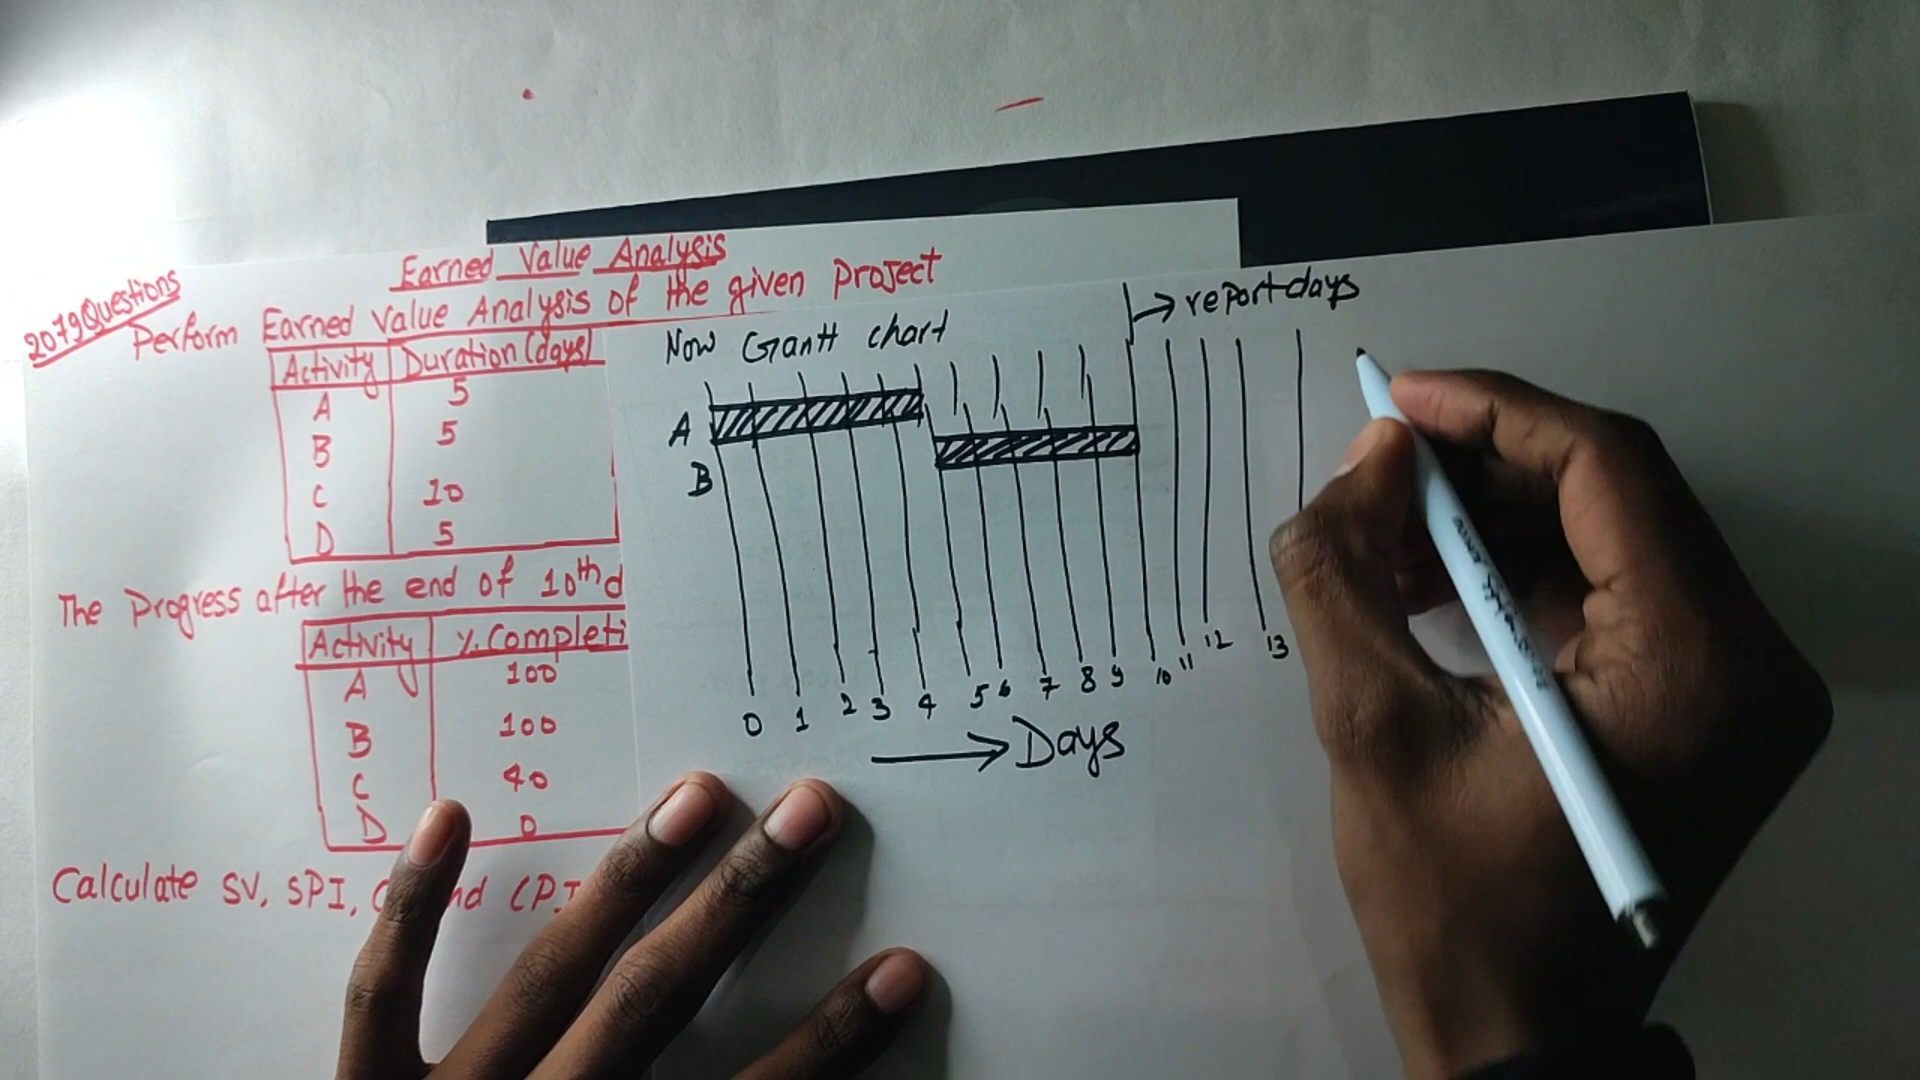 Earned Value Analysis
2079 Questions
Perform Earned Value Analysis of the given Project
Activity Duration (days)
A 5
B 5
C 10
D 5
The Progress after the end of 10th d
Activity % Completi
A 100
B 100
C 40
D 0
Calculate SV, SPI, nd CPI
Now Gantt chart
→ report days
A
B
0 1 2 3 4 5 6 7 8 9 10 11 12 13
→ Days